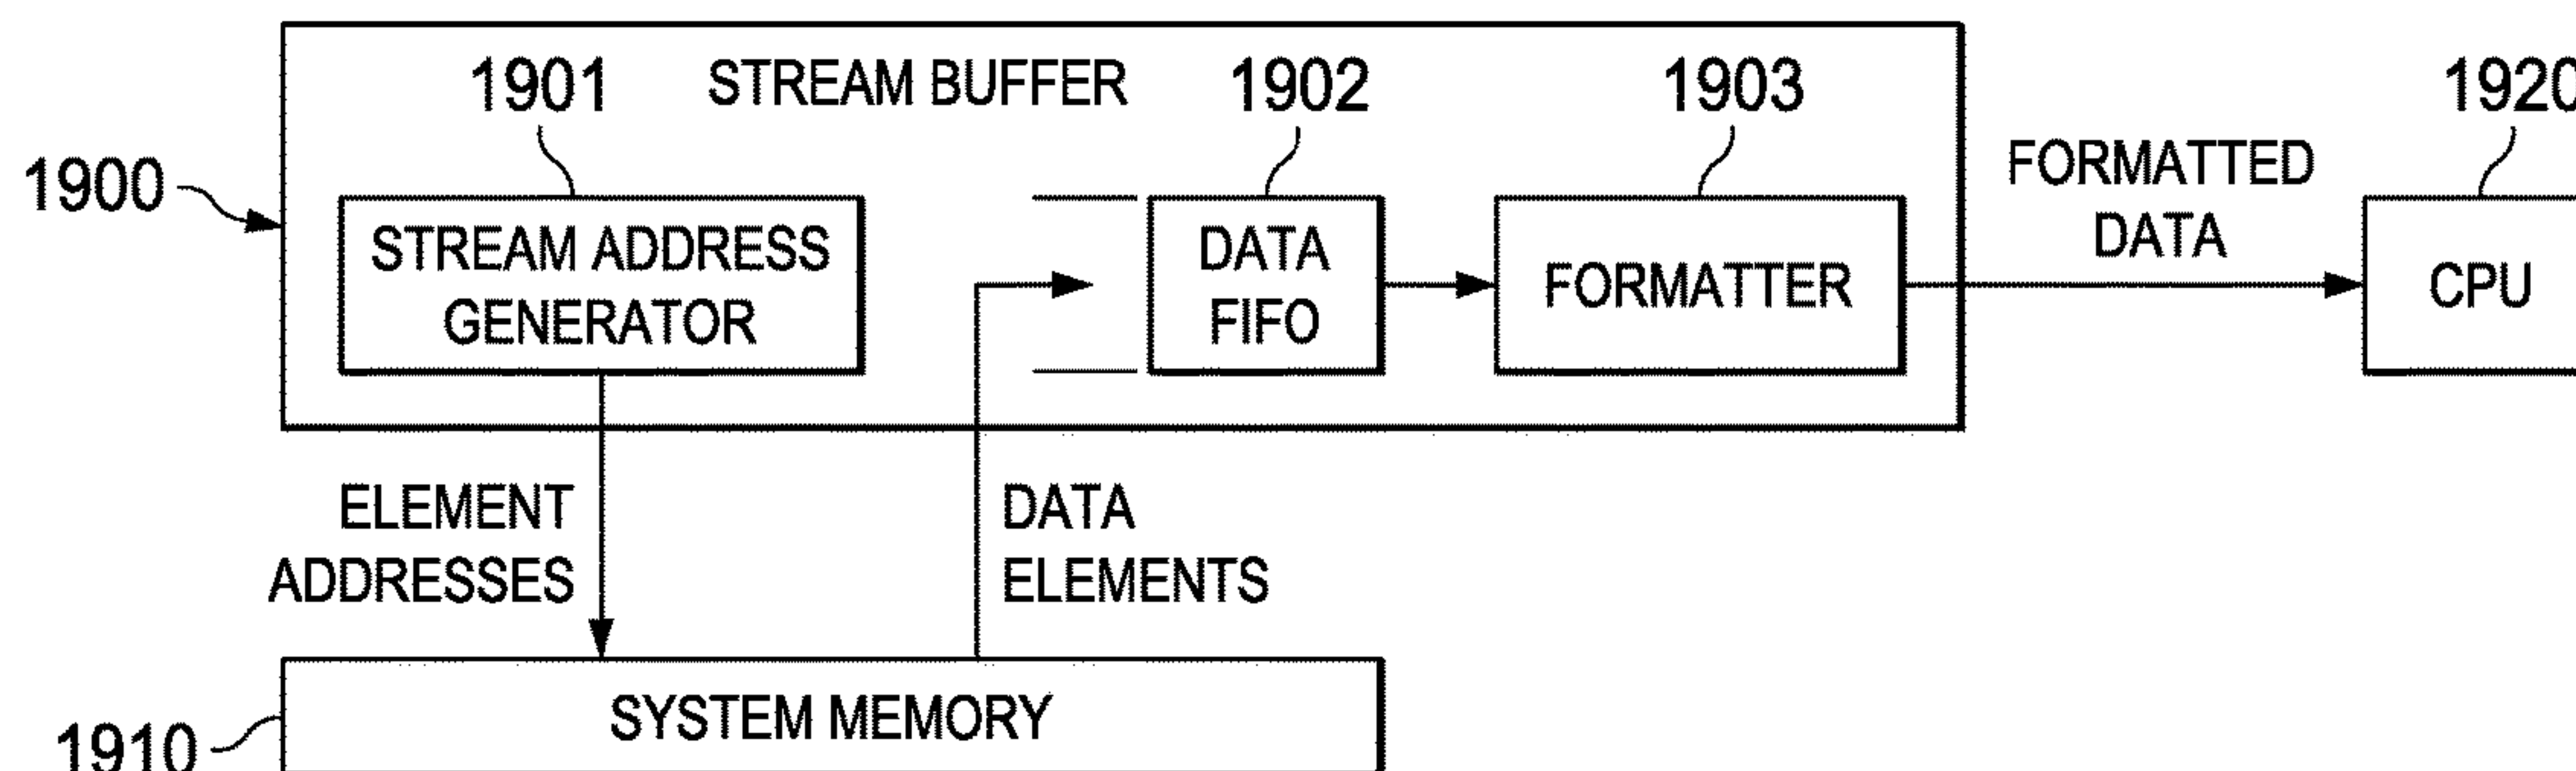 1901 STREAM BUFFER 1902 1903 1920
1900
FORMATTED
DATA
STREAM ADDRESS
GENERATOR
DATA
FIFO
FORMATTER
CPU
ELEMENT
ADDRESSES
DATA
ELEMENTS
SYSTEM MEMORY
1910